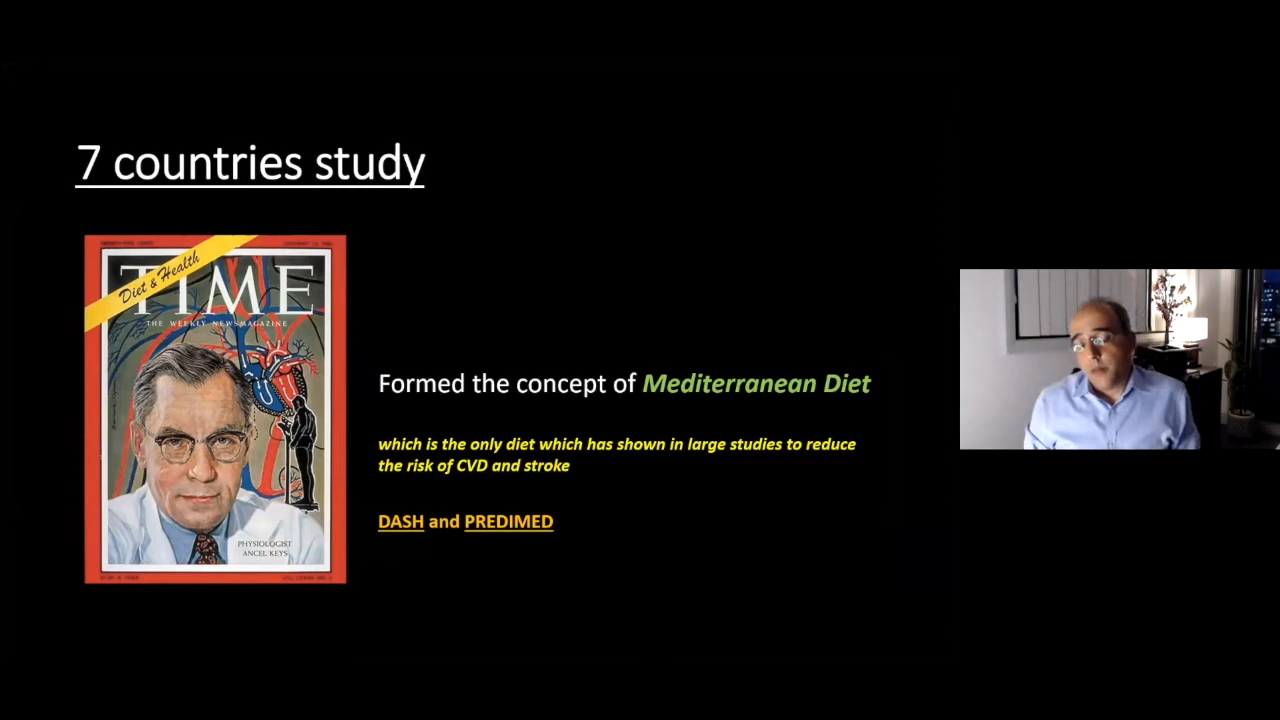 7 countries study
Diet & Health
TIME
THE WEEKLY NEWSMAGAZINE
PHYSIOLOGIST
ANCEL KEYS
Formed the concept of Mediterranean Diet
which is the only diet which has shown in large studies to reduce
the risk of CVD and stroke
DASH and PREDIMED